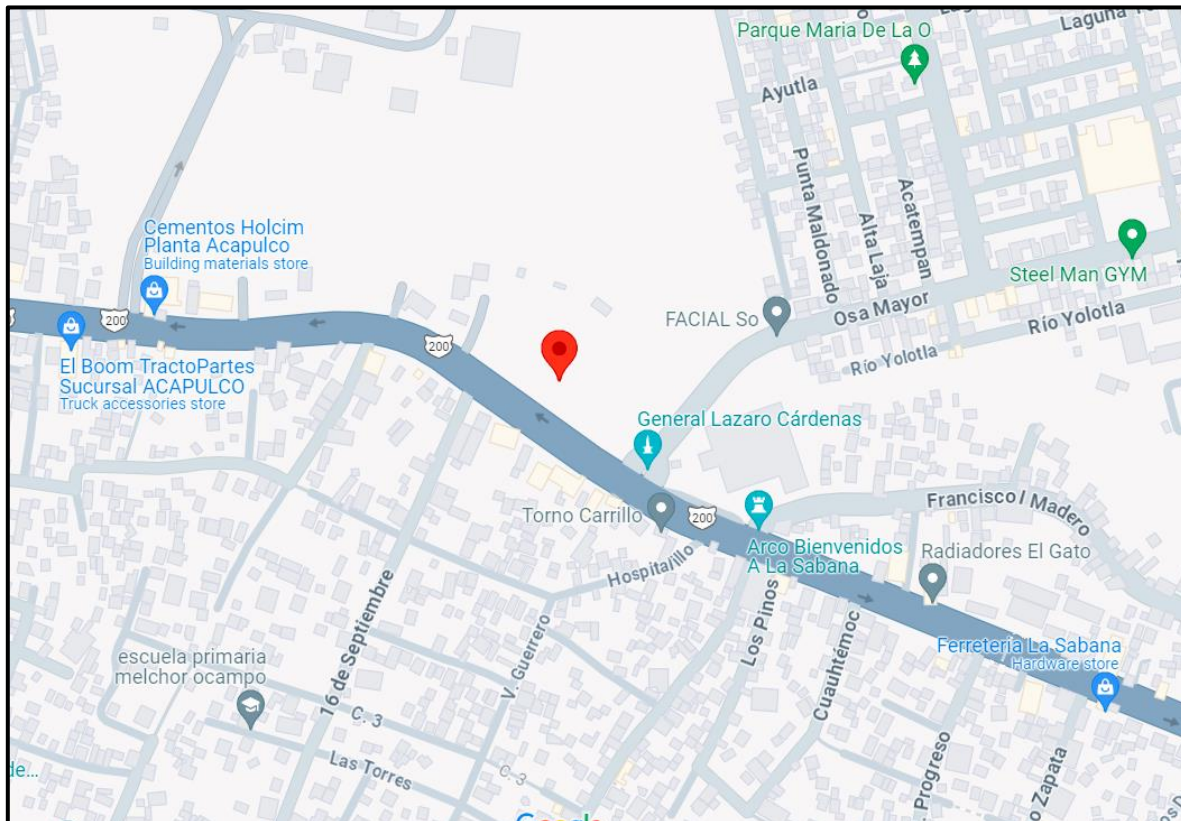 Parque Maria De La O
Ayutla
Punta Maldonado
Alta Laja
Acatempan
Cementos Holcim
Planta Acapulco
Building materials store
Steel Man GYM
Osa Mayor
FACIAL So
Río Yolotla
Río Yolotla
200
200
El Boom TractoPartes
Sucursal ACAPULCO
Truck accessories store
General Lazaro Cárdenas
Francisco I Madero
Torno Carrillo
200
Arco Bienvenidos
A La Sabana
Radiadores El Gato
Hospitalillo
Los Pinos
Cuauhtémoc
16 de Septiembre
V. Guerrero
Ferreteria La Sabana
Hardware store
escuela primaria
melchor ocampo
C. 3
C. 3
Las Torres
Progreso
Zapata
de...
Google